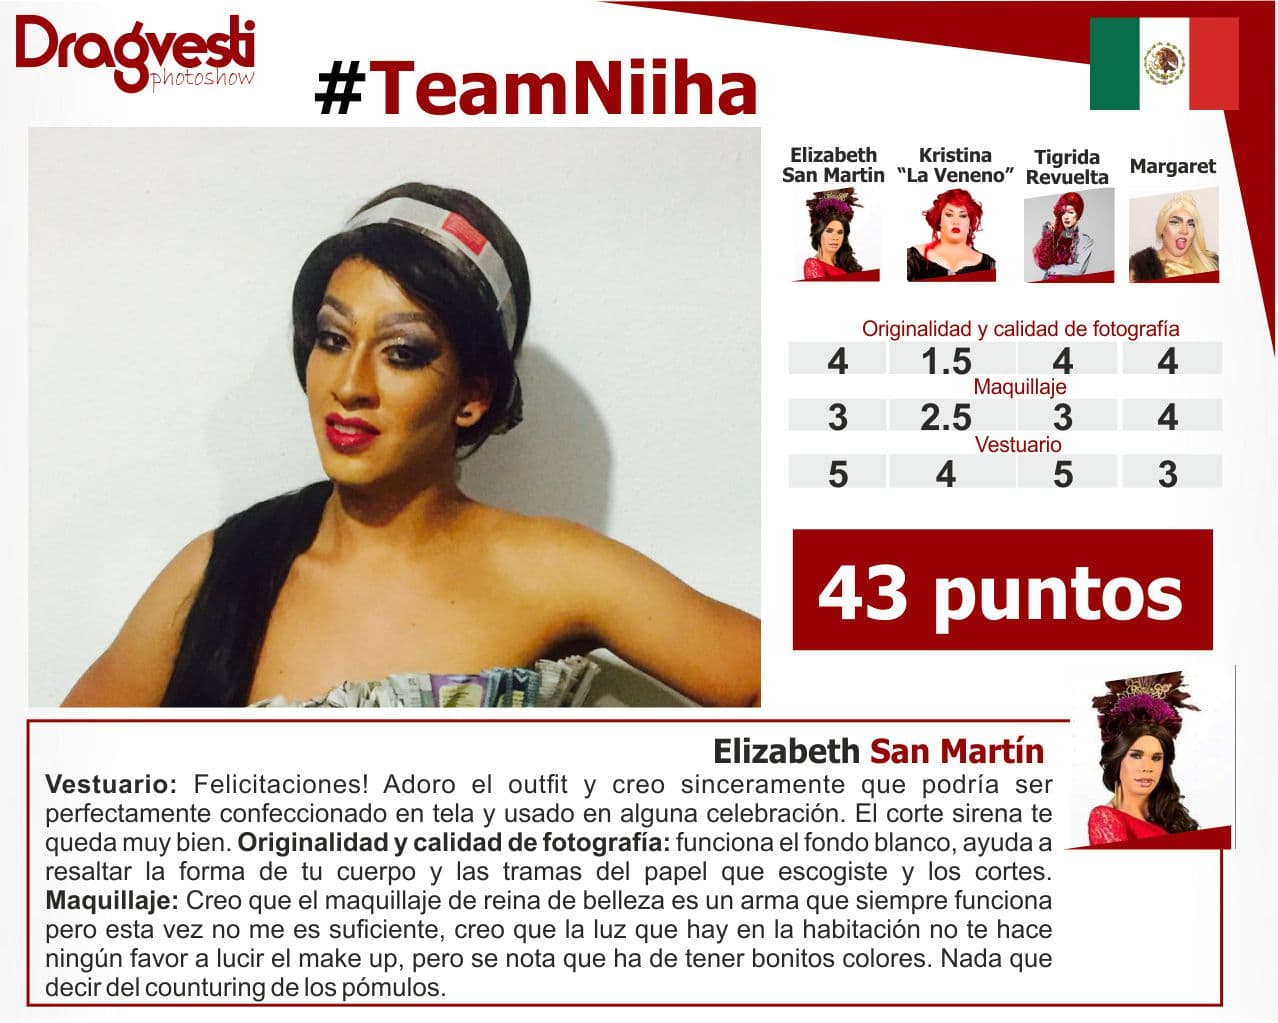 Dragvesti
photoshow
#TeamNiiha
Elizabeth
San Martin
Kristina
“La Veneno”
Tigrida
Revuelta
Margaret
Originalidad y calidad de fotografía
4 1.5 4 4
Maquillaje
3 2.5 3 4
Vestuario
5 4 5 3
43 puntos
Elizabeth San Martín
Vestuario: Felicitaciones! Adoro el outfit y creo sinceramente que podría ser
perfectamente confeccionado en tela y usado en alguna celebración. El corte sirena te
queda muy bien. Originalidad y calidad de fotografía: funciona el fondo blanco, ayuda a
resaltar la forma de tu cuerpo y las tramas del papel que escogiste y los cortes.
Maquillaje: Creo que el maquillaje de reina de belleza es un arma que siempre funciona
pero esta vez no me es suficiente, creo que la luz que hay en la habitación no te hace
ningún favor a lucir el make up, pero se nota que ha de tener bonitos colores. Nada que
decir del counturing de los pómulos.